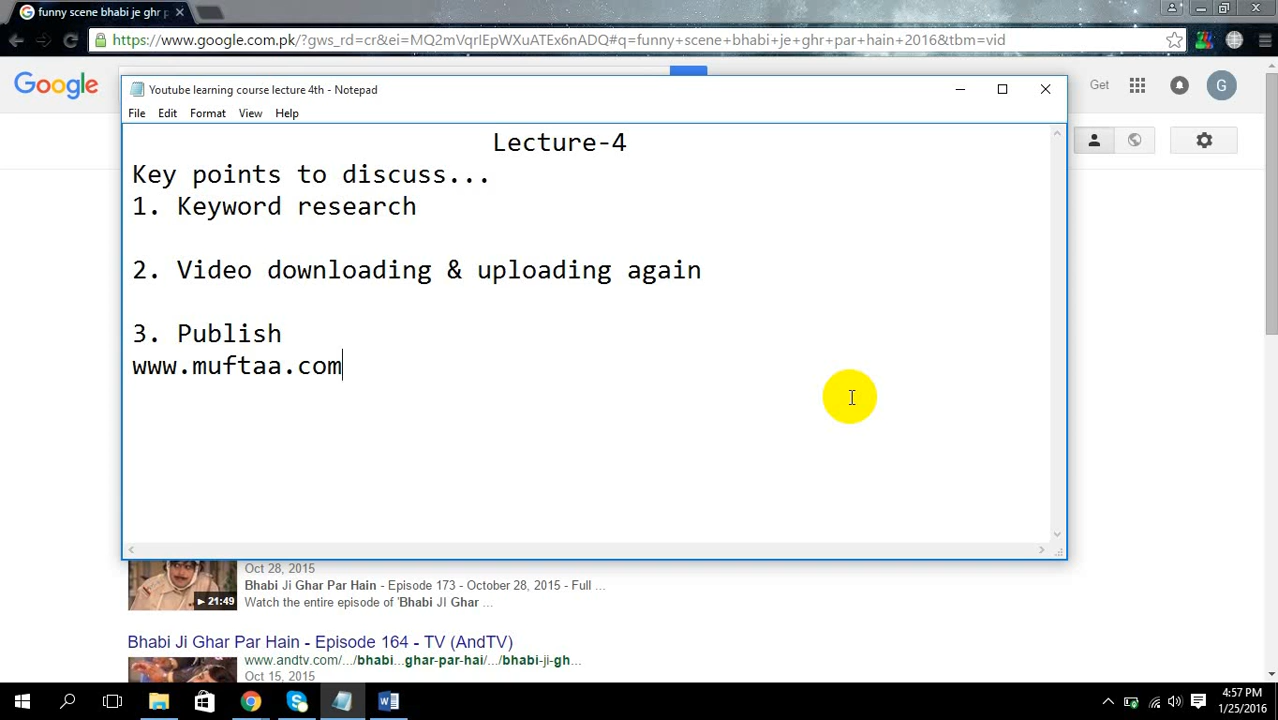 funny scene bhabi je ghr p
https://www.google.com.pk/?gws_rd=cr&ei=MQ2mVqrIEpWXuATEx6nADQ#q=funny+scene+bhabi+je+ghr+par+hain+2016&tbm=vid
Google
Get
G
Youtube learning course lecture 4th - Notepad
File Edit Format View Help
Lecture-4
Key points to discuss...
1. Keyword research
2. Video downloading & uploading again
3. Publish
www.muftaa.com
Oct 28, 2015
Bhabi Ji Ghar Par Hain - Episode 173 - October 28, 2015 - Full ...
21:49
Watch the entire episode of 'Bhabi JI Ghar ...
Bhabi Ji Ghar Par Hain - Episode 164 - TV (AndTV)
www.andtv.com/.../bhabi...ghar-par-hai/.../bhabi-ji-gh...
Oct 15, 2015
4:57 PM
1/25/2016